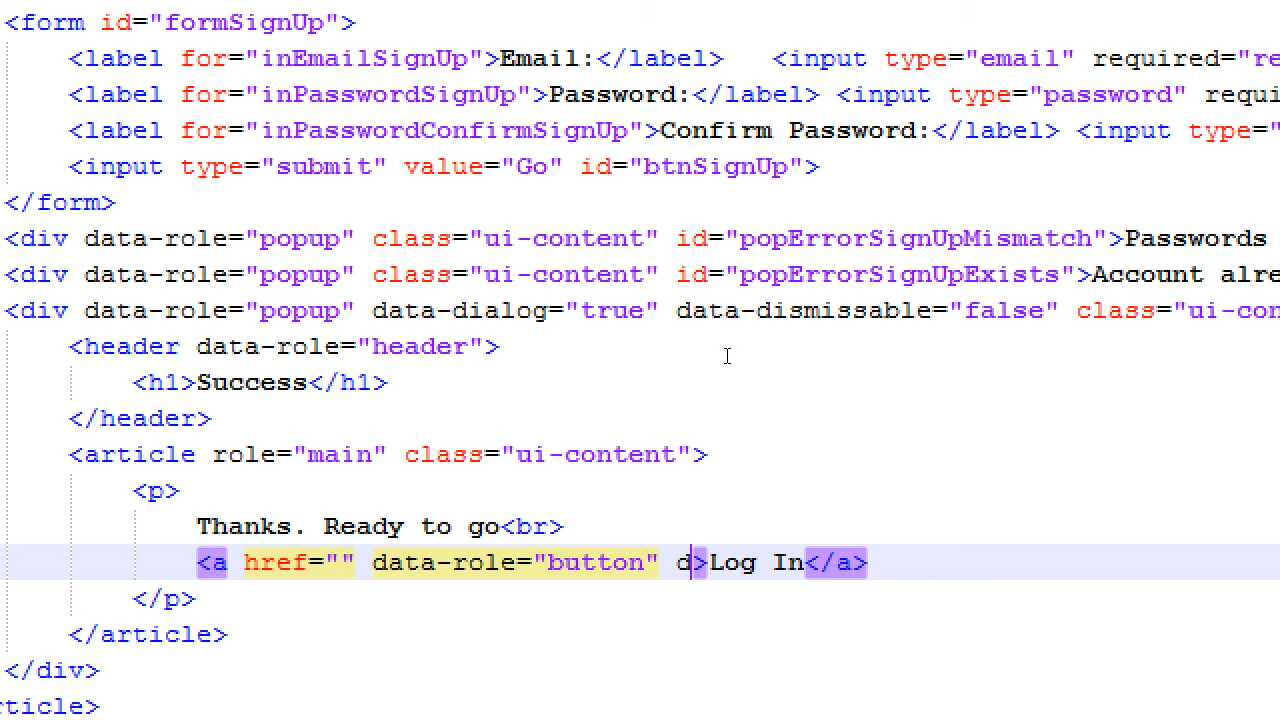 <form id="formSignUp">
<label for="inEmailSignUp">Email:</label> <input type="email" required="re
<label for="inPasswordSignUp">Password:</label> <input type="password" requi
<label for="inPasswordConfirmSignUp">Confirm Password:</label> <input type="
<input type="submit" value="Go" id="btnSignUp">
</form>
<div data-role="popup" class="ui-content" id="popErrorSignUpMismatch">Passwords
<div data-role="popup" class="ui-content" id="popErrorSignUpExists">Account alre
<div data-role="popup" data-dialog="true" data-dismissable="false" class="ui-con
<header data-role="header">
<h1>Success</h1>
</header>
<article role="main" class="ui-content">
<p>
Thanks. Ready to go<br>
<a href="" data-role="button" d>Log In</a>
</p>
</article>
</div>
rticle>